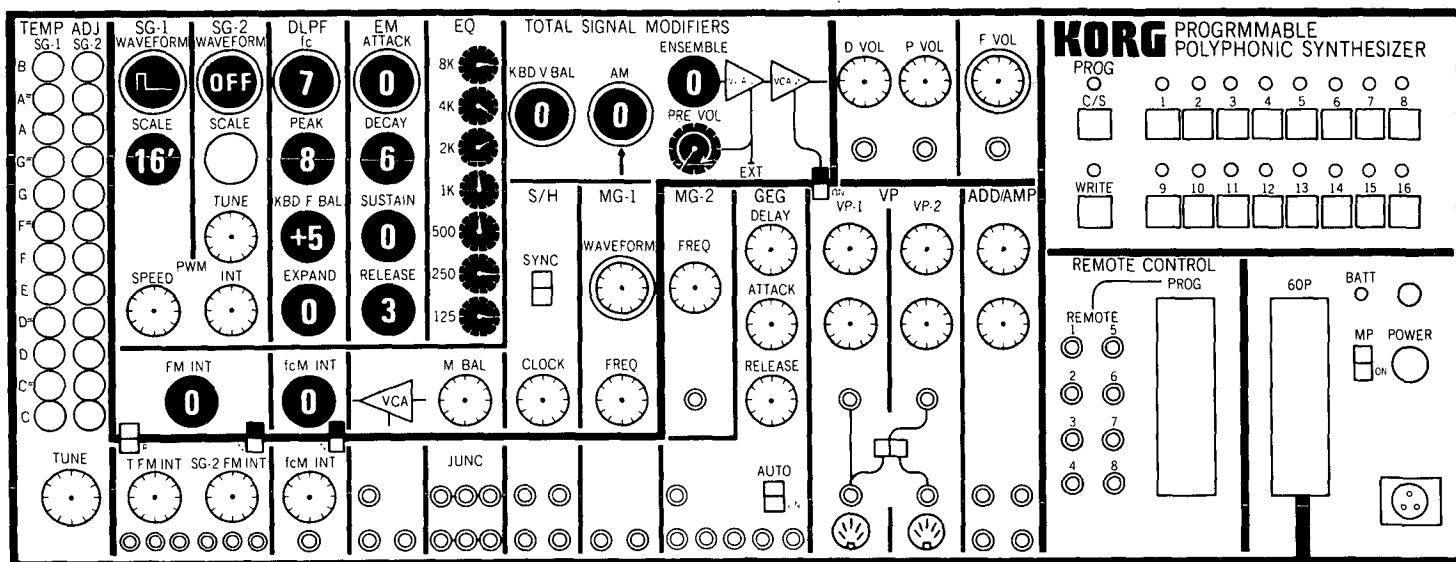 TEMP ADJ
SG-1 SG-2
B
A#
A
G#
G
F#
F
E
D#
D
C#
C
TUNE
SG-1
WAVEFORM
SCALE
16'
SPEED
PWM
SG-2
WAVEFORM
OFF
SCALE
TUNE
INT
DLPF
fc
7
PEAK
8
KBD F BAL
+5
EXPAND
0
EM
ATTACK
0
DECAY
6
SUSTAIN
0
RELEASE
3
EQ
8K
4K
2K
1K
500
250
125
FM INT
0
fcM INT
0
VCA
M BAL
T FM INT
SG-2 FM INT
fcM INT
JUNC
TOTAL SIGNAL MODIFIERS
KBD V BAL
0
AM
0
ENSEMBLE
0
PRE VOL
VCA
EXT
ON
S/H
SYNC
CLOCK
MG-1
WAVEFORM
FREQ
MG-2
FREQ
GEG
DELAY
ATTACK
RELEASE
AUTO
D VOL
P VOL
F VOL
VP
VP-1
VP-2
ADD/AMP
KORG PROGRMMABLE
POLYPHONIC SYNTHESIZER
PROG
C/S
1 2 3 4 5 6 7 8
WRITE
9 10 11 12 13 14 15 16
REMOTE CONTROL
PROG
REMOTE
1 5
2 6
3 7
4 8
60P
BATT
MP
ON
POWER